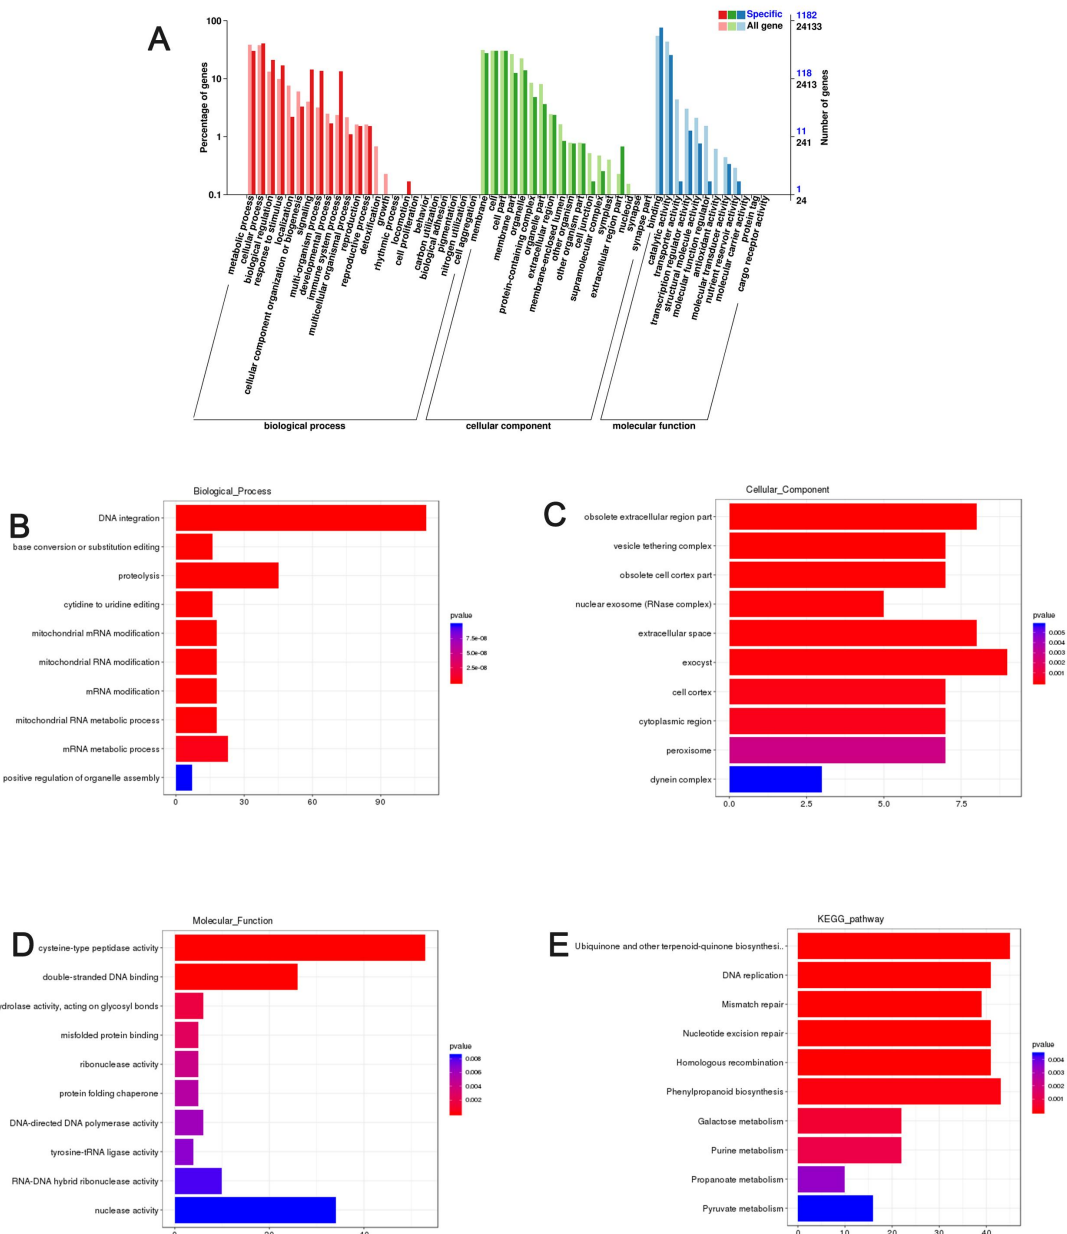 A
Specific
All gene
1182
24133
118
2413
11
241
1
24
Number of genes
Percentage of genes
100
10
1
0.1
metabolic process
cellular process
biological regulation
response to stimulus
localization
cellular component organization or biogenesis
signaling
multi-organism process
developmental process
immune system process
multicellular organismal process
reproduction
reproductive process
detoxification
growth
rhythmic process
locomotion
cell proliferation
behavior
carbon utilization
biological adhesion
pigmentation
nitrogen utilization
cell aggregation
membrane
cell
cell part
membrane part
organelle
protein-containing complex
organelle part
extracellular region
membrane-enclosed lumen
other organism
other organism part
cell junction
supramolecular complex
symplast
extracellular region part
nucleoid
synapse
synapse part
binding
catalytic activity
transporter activity
transcription regulator activity
structural molecule activity
molecular function regulator
antioxidant activity
molecular transducer activity
nutrient reservoir activity
molecular carrier activity
protein tag
cargo receptor activity
biological process
cellular component
molecular function
B
Biological_Process
DNA integration
base conversion or substitution editing
proteolysis
cytidine to uridine editing
mitochondrial mRNA modification
mitochondrial RNA modification
mRNA modification
mitochondrial RNA metabolic process
mRNA metabolic process
positive regulation of organelle assembly
0 30 60 90
pvalue
7.5e-08
5.0e-08
2.5e-08
C
Cellular_Component
obsolete extracellular region part
vesicle tethering complex
obsolete cell cortex part
nuclear exosome (RNase complex)
extracellular space
exocyst
cell cortex
cytoplasmic region
peroxisome
dynein complex
0.0 2.5 5.0 7.5
pvalue
0.005
0.004
0.003
0.002
0.001
D
Molecular_Function
cysteine-type peptidase activity
double-stranded DNA binding
ydrolase activity, acting on glycosyl bonds
misfolded protein binding
ribonuclease activity
protein folding chaperone
DNA-directed DNA polymerase activity
tyrosine-tRNA ligase activity
RNA-DNA hybrid ribonuclease activity
nuclease activity
0 20 40
pvalue
0.008
0.006
0.004
0.002
E
KEGG_pathway
Ubiquinone and other terpenoid-quinone biosynthesi..
DNA replication
Mismatch repair
Nucleotide excision repair
Homologous recombination
Phenylpropanoid biosynthesis
Galactose metabolism
Purine metabolism
Propanoate metabolism
Pyruvate metabolism
0 10 20 30 40
pvalue
0.004
0.003
0.002
0.001